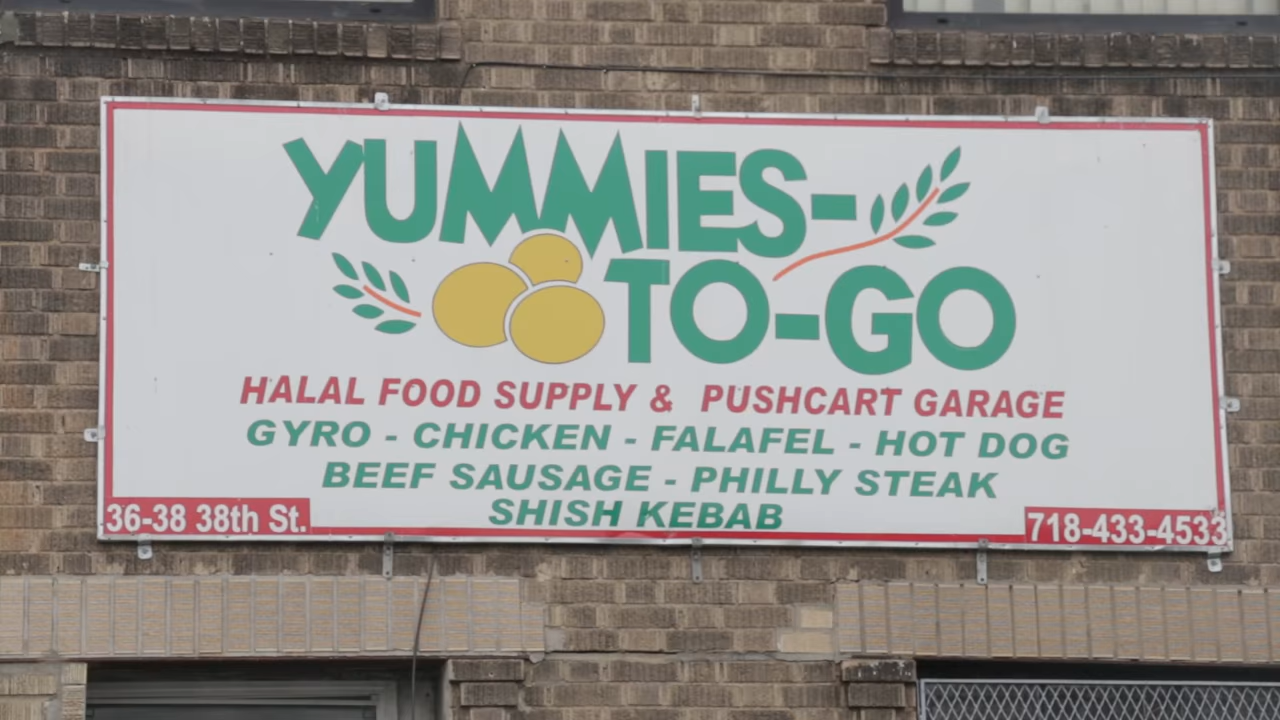 YUMMIES-
TO-GO
HALAL FOOD SUPPLY & PUSHCART GARAGE
GYRO - CHICKEN - FALAFEL - HOT DOG
BEEF SAUSAGE - PHILLY STEAK
SHISH KEBAB
36-38 38th St.
718-433-4533